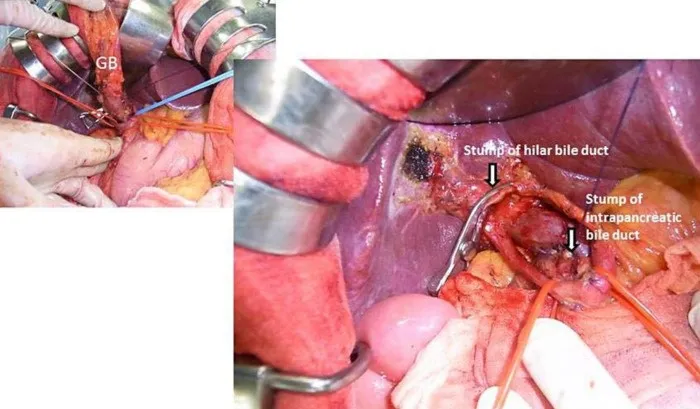 GB
Stump of hilar bile duct
Stump of
intrapancreatic
bile duct